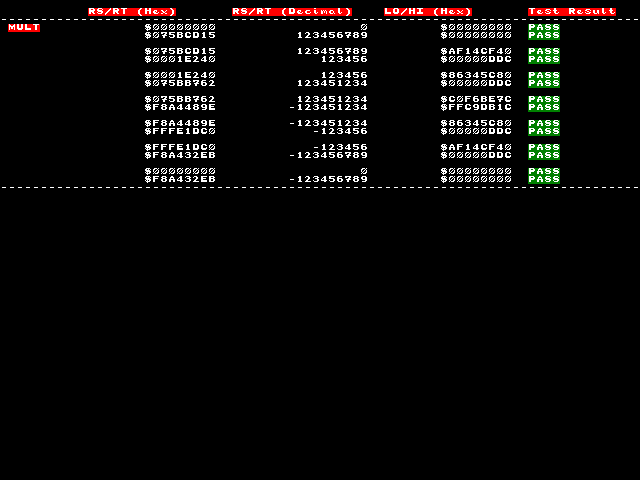 RS/RT (Hex) RS/RT (Decimal) LO/HI (Hex) Test Result
MULT $00000000 0 $00000000 PASS
$075BCD15 123456789 $00000000 PASS
$075BCD15 123456789 $AF14CF40 PASS
$0001E240 123456 $00000DDC PASS
$0001E240 123456 $86345C80 PASS
$075BB762 123451234 $00000DDC PASS
$075BB762 123451234 $C0F6BE7C PASS
$F8A4489E -123451234 $FFC9DB1C PASS
$F8A4489E -123451234 $86345C80 PASS
$FFFE1DC0 -123456 $00000DDC PASS
$FFFE1DC0 -123456 $AF14CF40 PASS
$F8A432EB -123456789 $00000DDC PASS
$00000000 0 $00000000 PASS
$F8A432EB -123456789 $00000000 PASS